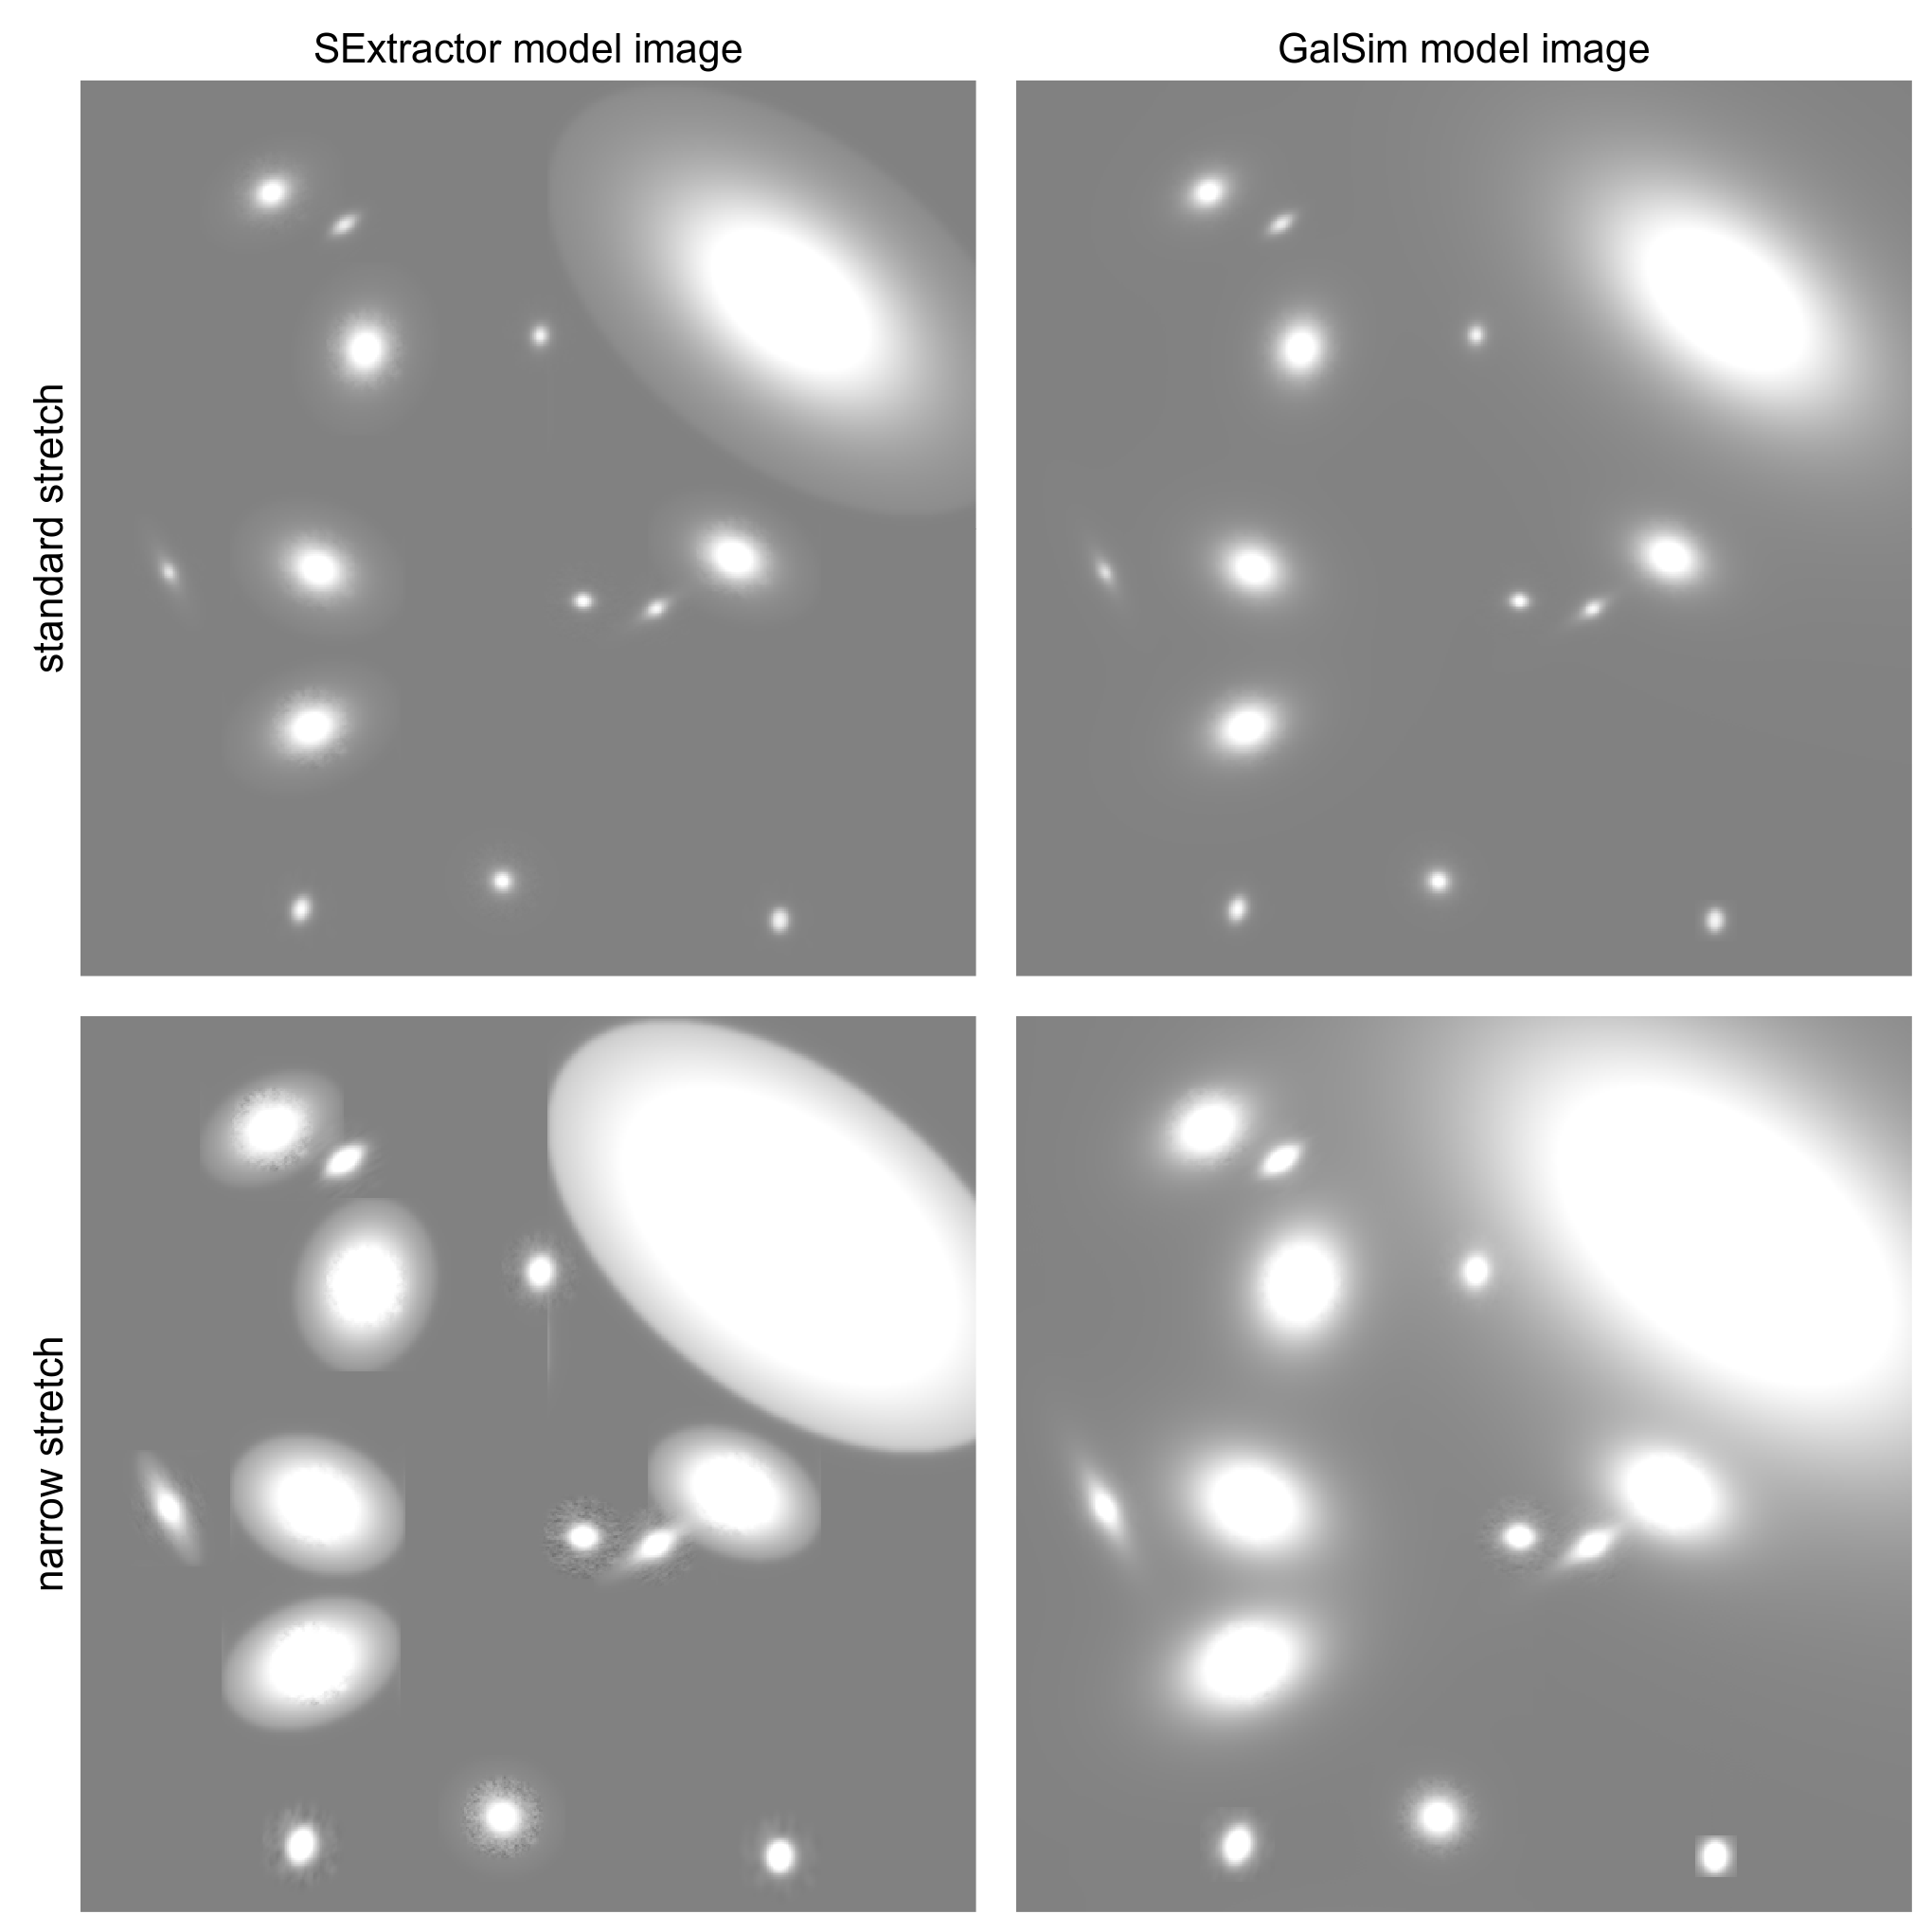 SExtractor model image
GalSim model image
standard stretch
narrow stretch